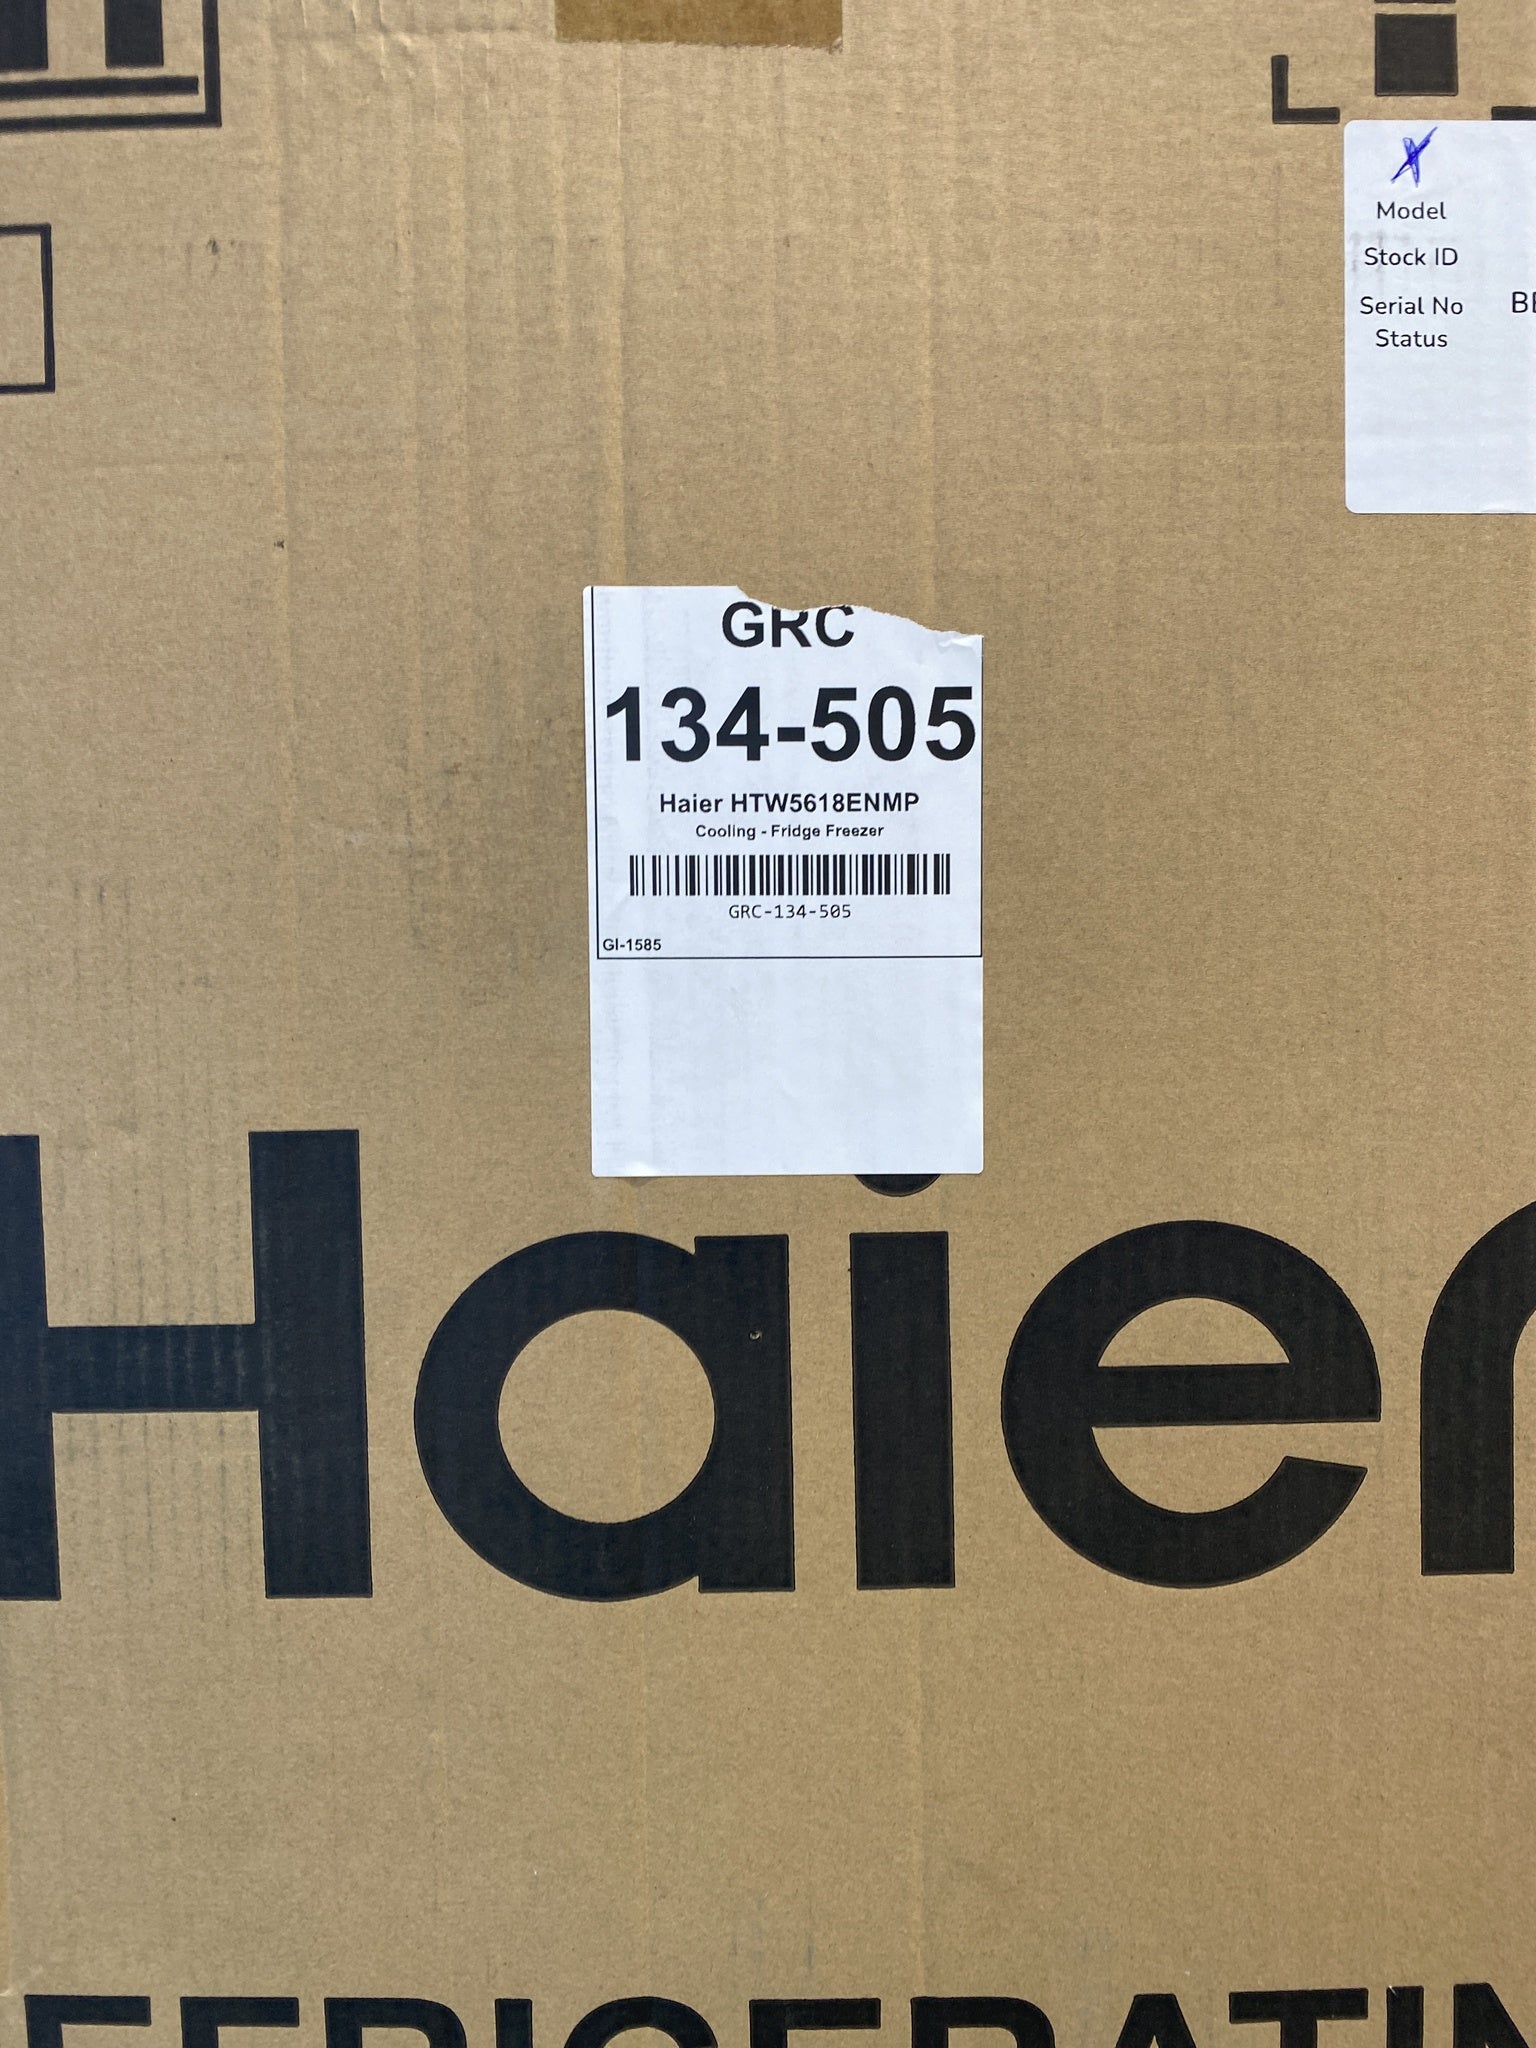 Model
Stock ID
Serial No
Status
GRC
134-505
Haier HTW5618ENMP
Cooling - Fridge Freezer
GRC-134-505
GI-1585
Haier